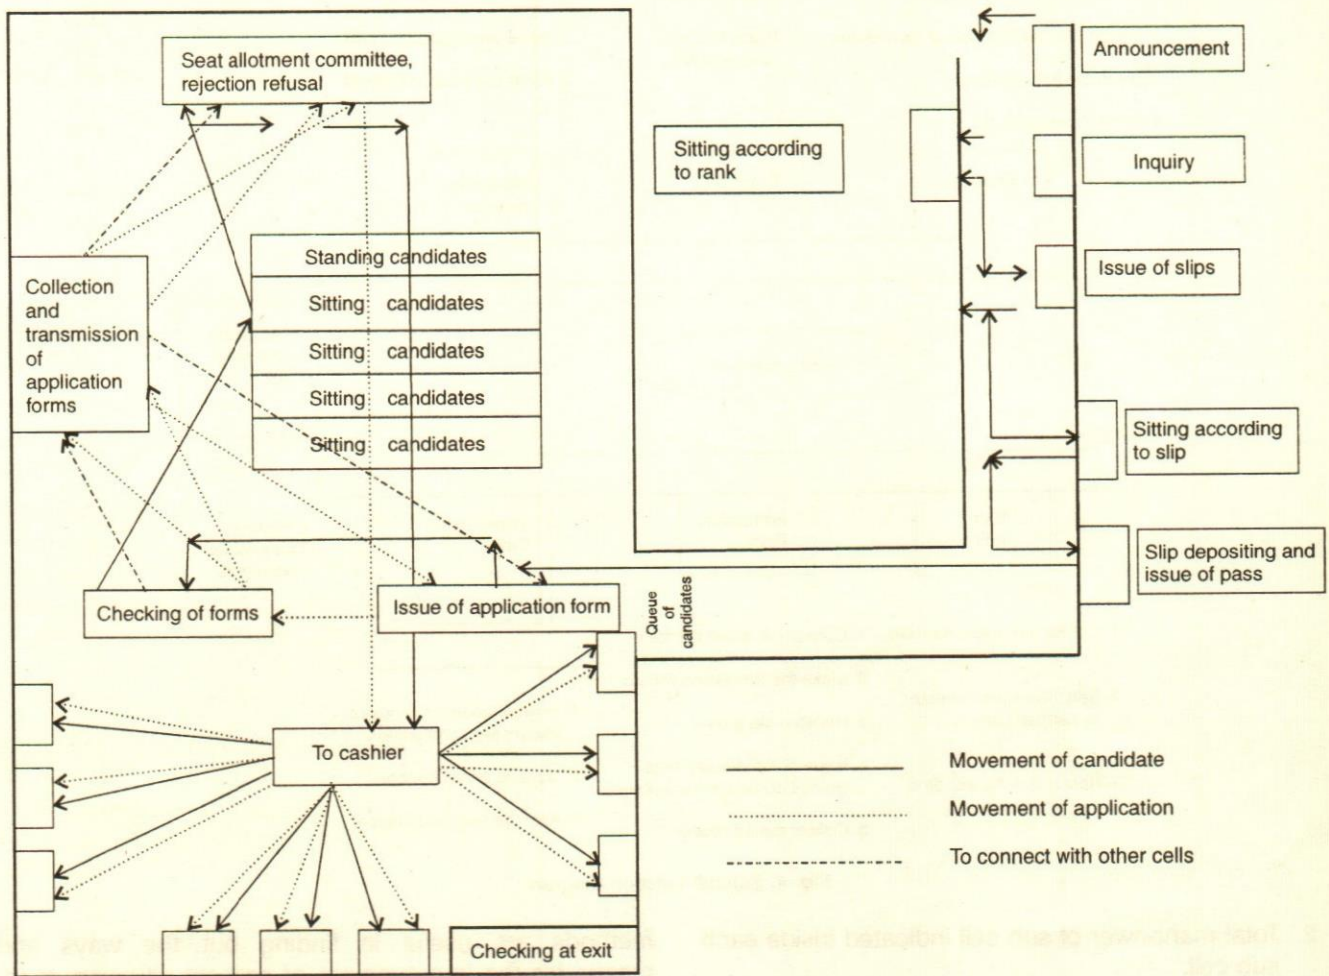 Seat allotment committee,
rejection refusal
Announcement
Sitting according
to rank
Inquiry
Standing candidates
Issue of slips
Collection
and
transmission
of
application
forms
Sitting candidates
Sitting candidates
Sitting candidates
Sitting candidates
Sitting according
to slip
Slip depositing and
issue of pass
Checking of forms
Issue of application form
Queue
of
candidates
To cashier
Movement of candidate
Movement of application
To connect with other cells
Checking at exit